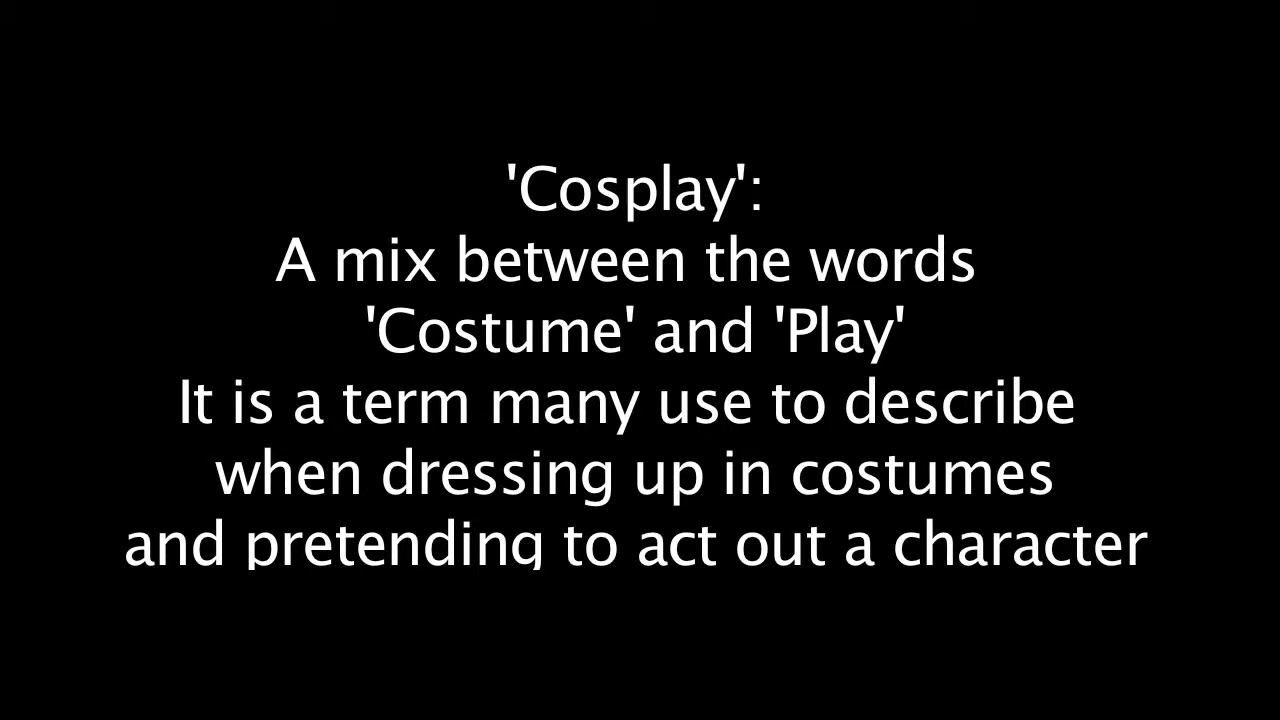 'Cosplay':
A mix between the words
'Costume' and 'Play'
It is a term many use to describe
when dressing up in costumes
and pretending to act out a character